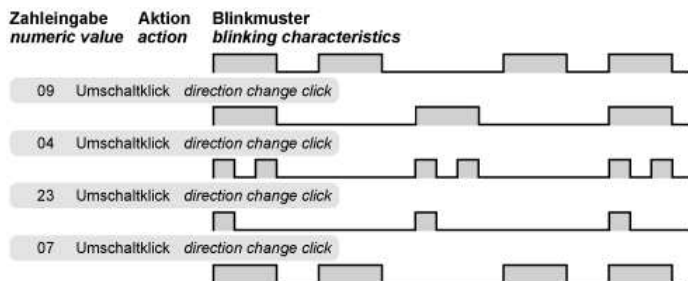 Zahleingabe Aktion Blinkmuster
numeric value action blinking characteristics
09 Umschaltklick direction change click
04 Umschaltklick direction change click
23 Umschaltklick direction change click
07 Umschaltklick direction change click